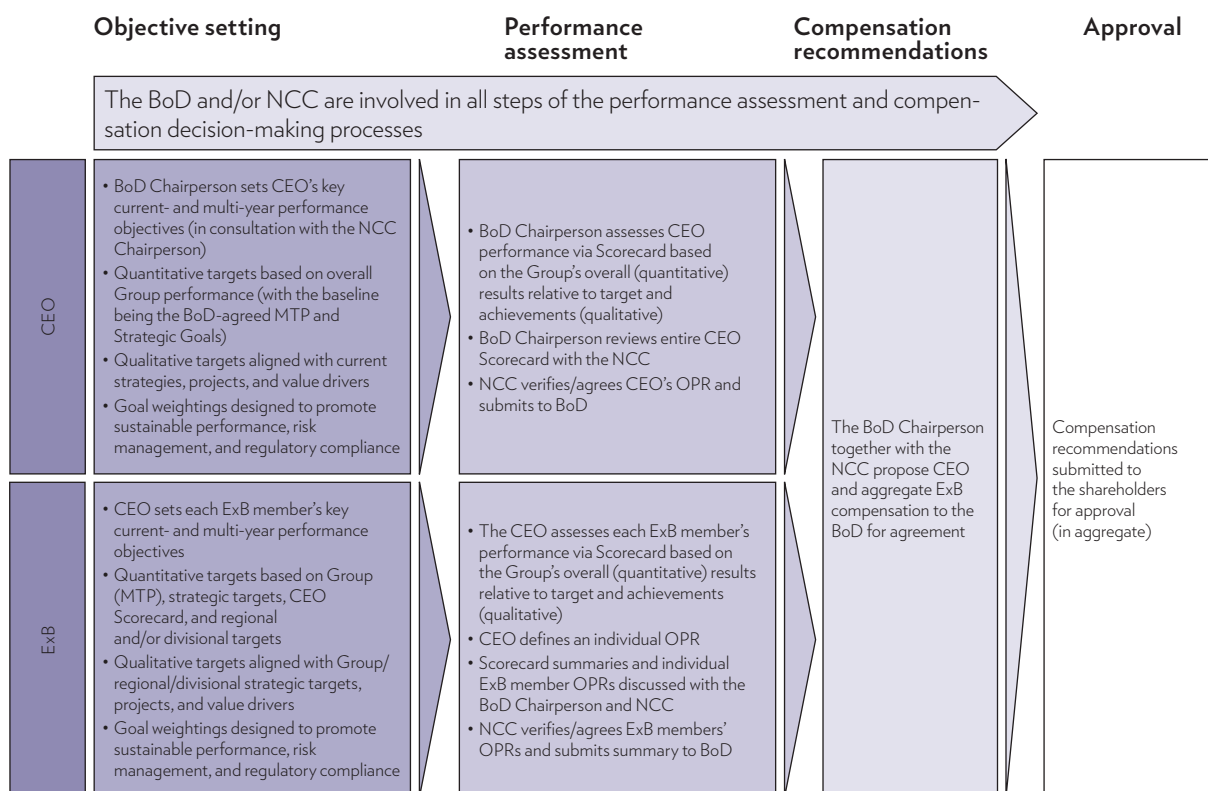 Objective setting
Performance
assessment
Compensation
recommendations
Approval
The BoD and/or NCC are involved in all steps of the performance assessment and compen-
sation decision-making processes
CEO
• BoD Chairperson sets CEO’s key
current- and multi-year performance
objectives (in consultation with the NCC
Chairperson)
• Quantitative targets based on overall
Group performance (with the baseline
being the BoD-agreed MTP and
Strategic Goals)
• Qualitative targets aligned with current
strategies, projects, and value drivers
• Goal weightings designed to promote
sustainable performance, risk
management, and regulatory compliance
• BoD Chairperson assesses CEO
performance via Scorecard based
on the Group’s overall (quantitative)
results relative to target and
achievements (qualitative)
• BoD Chairperson reviews entire CEO
Scorecard with the NCC
• NCC verifies/agrees CEO’s OPR and
submits to BoD
ExB
• CEO sets each ExB member’s key
current- and multi-year performance
objectives
• Quantitative targets based on Group
(MTP), strategic targets, CEO
Scorecard, and regional
and/or divisional targets
• Qualitative targets aligned with Group/
regional/divisional strategic targets,
projects, and value drivers
• Goal weightings designed to promote
sustainable performance, risk
management, and regulatory compliance
• The CEO assesses each ExB member’s
performance via Scorecard based on
the Group’s overall (quantitative) results
relative to target and achievements
(qualitative)
• CEO defines an individual OPR
• Scorecard summaries and individual
ExB member OPRs discussed with the
BoD Chairperson and NCC
• NCC verifies/agrees ExB members’
OPRs and submits summary to BoD
The BoD Chairperson
together with the
NCC propose CEO
and aggregate ExB
compensation to the
BoD for agreement
Compensation
recommendations
submitted to
the shareholders
for approval
(in aggregate)